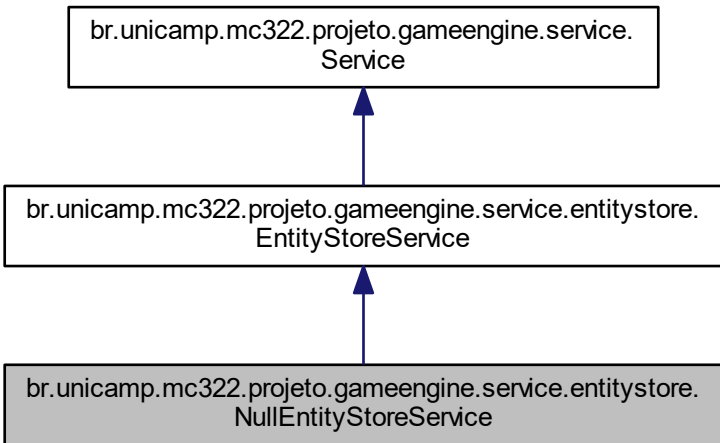 br.unicamp.mc322.projeto.gameengine.service.
Service
br.unicamp.mc322.projeto.gameengine.service.entitystore.
EntityStoreService
br.unicamp.mc322.projeto.gameengine.service.entitystore.
NullEntityStoreService